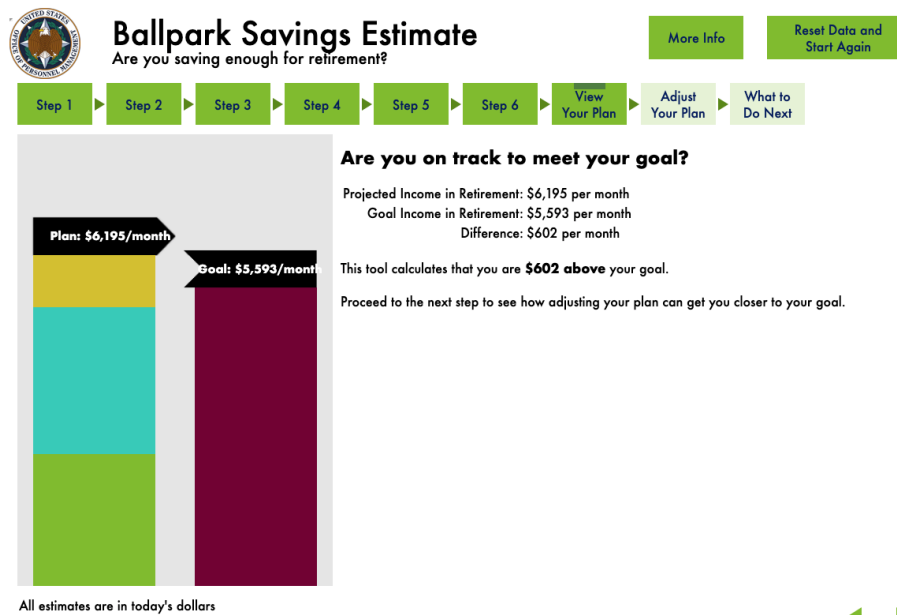 UNITED STATES
OFFICE OF PERSONNEL MANAGEMENT
Ballpark Savings Estimate
Are you saving enough for retirement?
More Info
Reset Data and
Start Again
Step 1
Step 2
Step 3
Step 4
Step 5
Step 6
View
Your Plan
Adjust
Your Plan
What to
Do Next
Plan: $6,195/month
Goal: $5,593/month
Are you on track to meet your goal?
Projected Income in Retirement: $6,195 per month
Goal Income in Retirement: $5,593 per month
Difference: $602 per month
This tool calculates that you are $602 above your goal.
Proceed to the next step to see how adjusting your plan can get you closer to your goal.
All estimates are in today's dollars